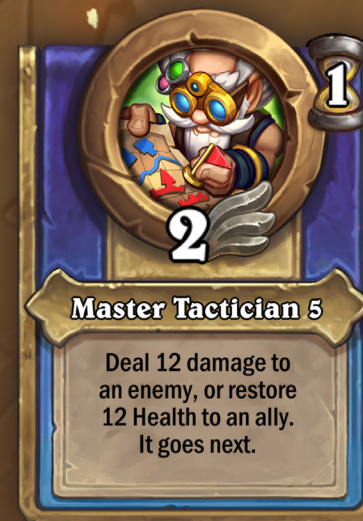 1
2
Master Tactician 5
Deal 12 damage to
an enemy, or restore
12 Health to an ally.
It goes next.